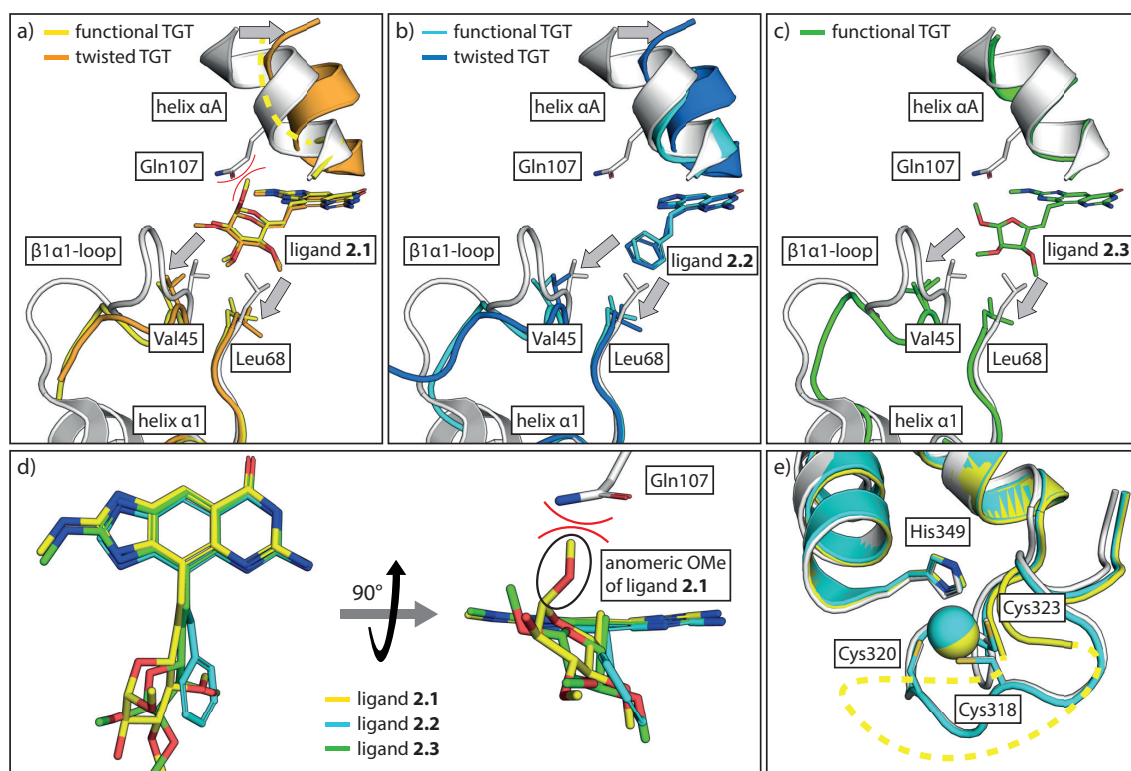 a)
functional TGT
twisted TGT
helix αA
Gln107
ligand 2.1
β1α1-loop
Val45
Leu68
helix α1
b)
functional TGT
twisted TGT
helix αA
Gln107
ligand 2.2
β1α1-loop
Val45
Leu68
helix α1
c)
functional TGT
helix αA
Gln107
ligand 2.3
β1α1-loop
Val45
Leu68
helix α1
d)
90°
Gln107
anomeric OMe
of ligand 2.1
ligand 2.1
ligand 2.2
ligand 2.3
e)
His349
Cys323
Cys320
Cys318